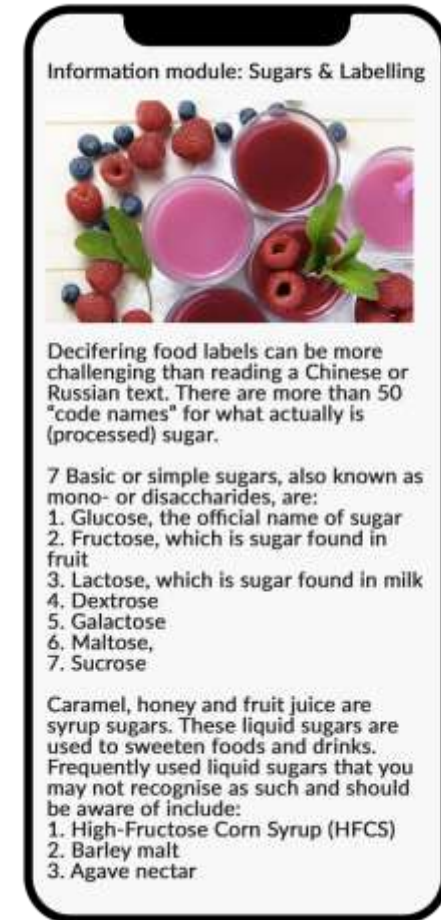 Information module: Sugars & Labelling
Decifering food labels can be more
challenging than reading a Chinese or
Russian text. There are more than 50
"code names" for what actually is
(processed) sugar.
7 Basic or simple sugars, also known as
mono- or disaccharides, are:
1. Glucose, the official name of sugar
2. Fructose, which is sugar found in
fruit
3. Lactose, which is sugar found in milk
4. Dextrose
5. Galactose
6. Maltose,
7. Sucrose
Caramel, honey and fruit juice are
syrup sugars. These liquid sugars are
used to sweeten foods and drinks.
Frequently used liquid sugars that you
may not recognise as such and should
be aware of include:
1. High-Fructose Corn Syrup (HFCS)
2. Barley malt
3. Agave nectar